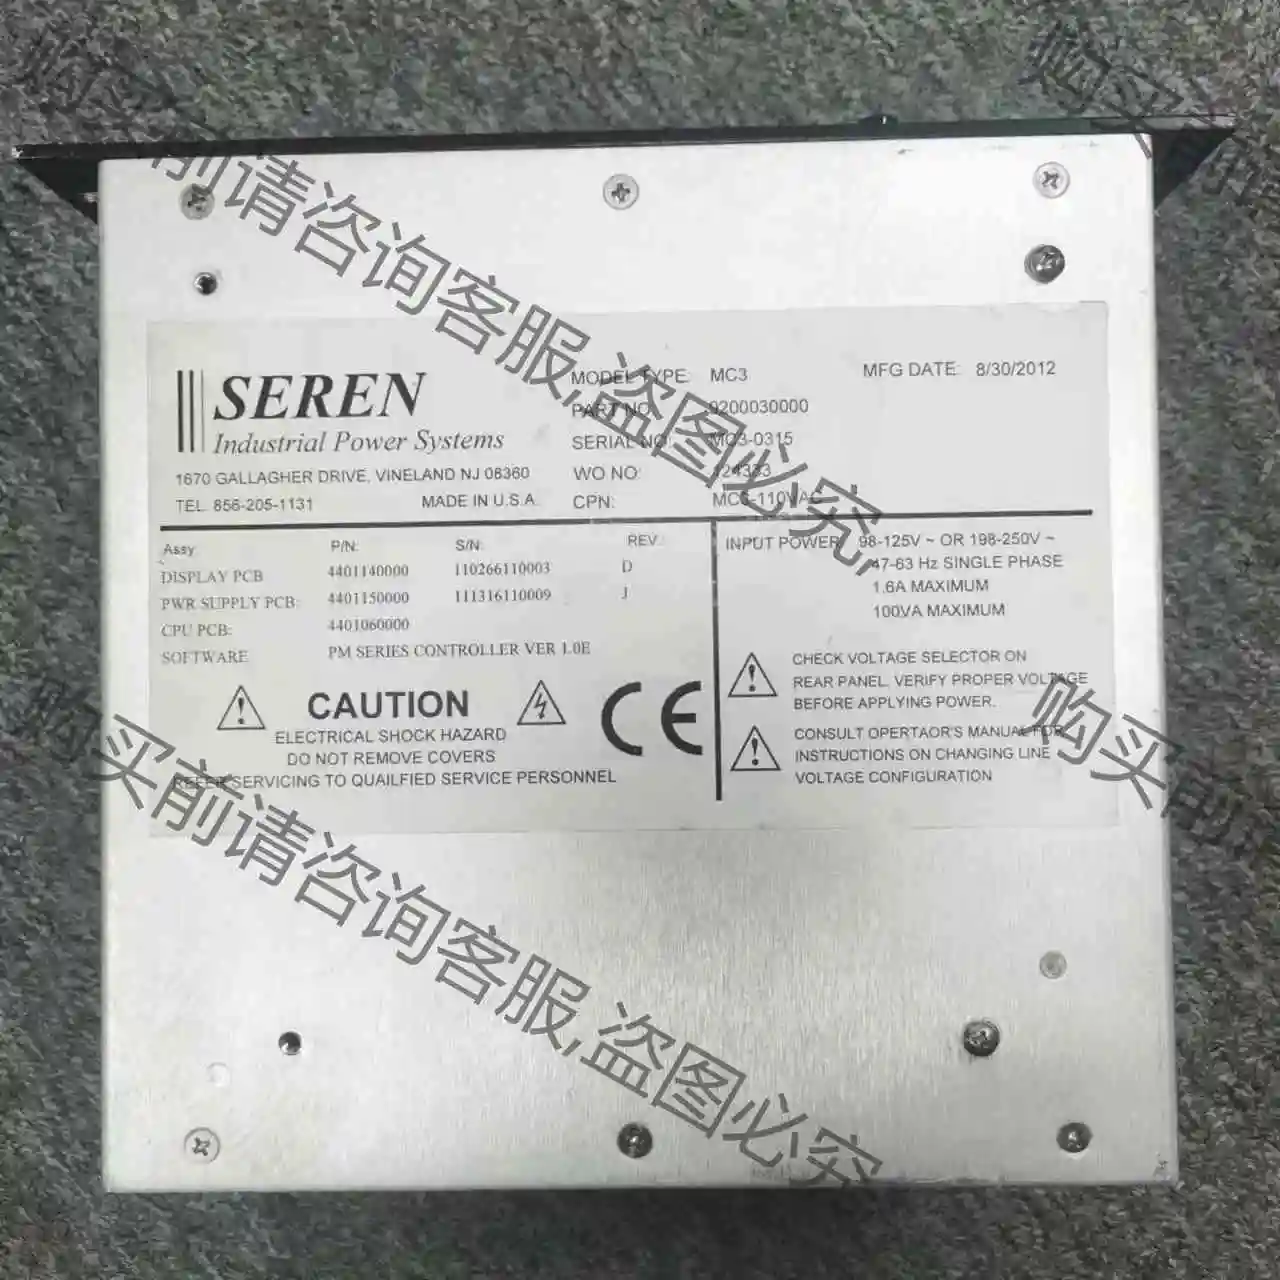 SEREN
Industrial Power Systems
1670 GALLAGHER DRIVE, VINELAND NJ 08360
TEL. 856-205-1131 MADE IN U.S.A.
MODEL TYPE: MC3
MFG DATE: 8/30/2012
PART NO: 9200030000
SERIAL NO: MC3-0315
WO NO: 124333
CPN: MC3-110VAC
Assy: P/N: S/N: REV.:
DISPLAY PCB 4401140000 110266110003 D
PWR SUPPLY PCB: 4401150000 111316110009 J
CPU PCB: 4401060000
SOFTWARE PM SERIES CONTROLLER VER 1.0E
CAUTION
ELECTRICAL SHOCK HAZARD
DO NOT REMOVE COVERS
REFER SERVICING TO QUAILFIED SERVICE PERSONNEL
CE
INPUT POWER: 98-125V ~ OR 198-250V ~
47-63 Hz SINGLE PHASE
1.6A MAXIMUM
100VA MAXIMUM
CHECK VOLTAGE SELECTOR ON
REAR PANEL. VERIFY PROPER VOLTAGE
BEFORE APPLYING POWER.
CONSULT OPERTAOR'S MANUAL FOR
INSTRUCTIONS ON CHANGING LINE
VOLTAGE CONFIGURATION
购买前请咨询客服,盗图必究,
购买前请咨询客服,盗图必究
购买前请
购买